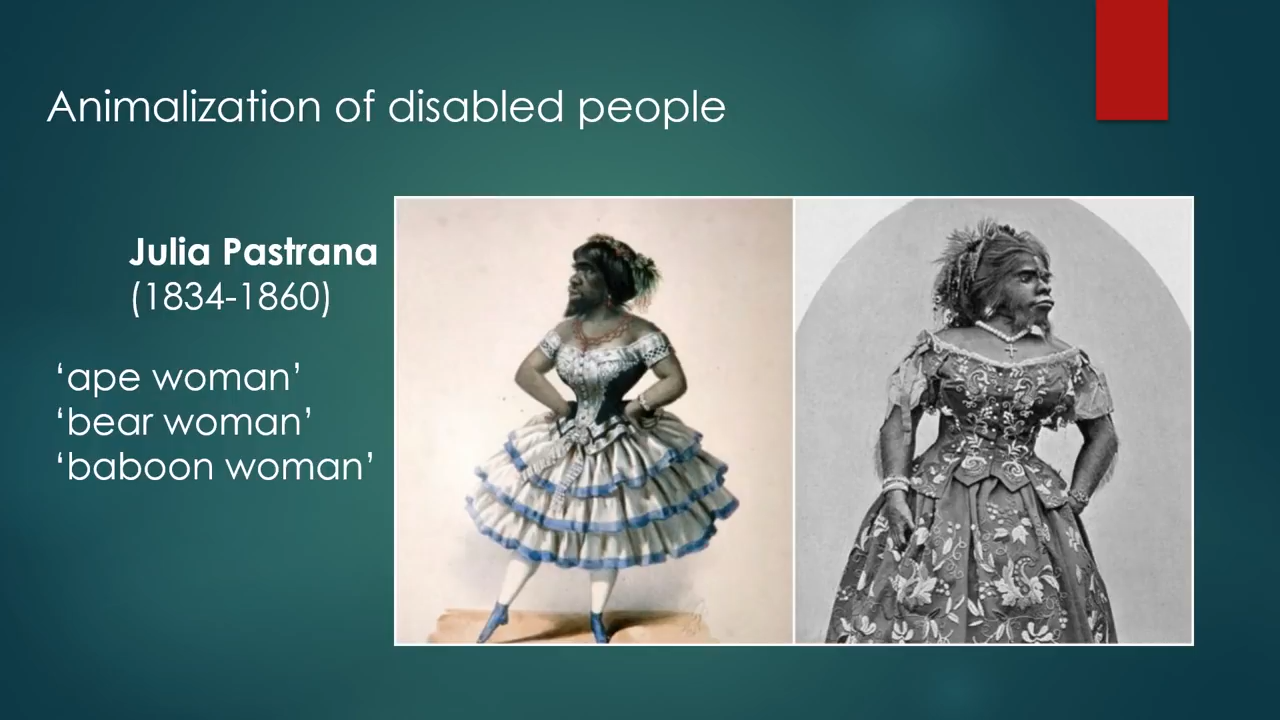 Animalization of disabled people
Julia Pastrana
(1834-1860)
‘ape woman’
‘bear woman’
‘baboon woman’